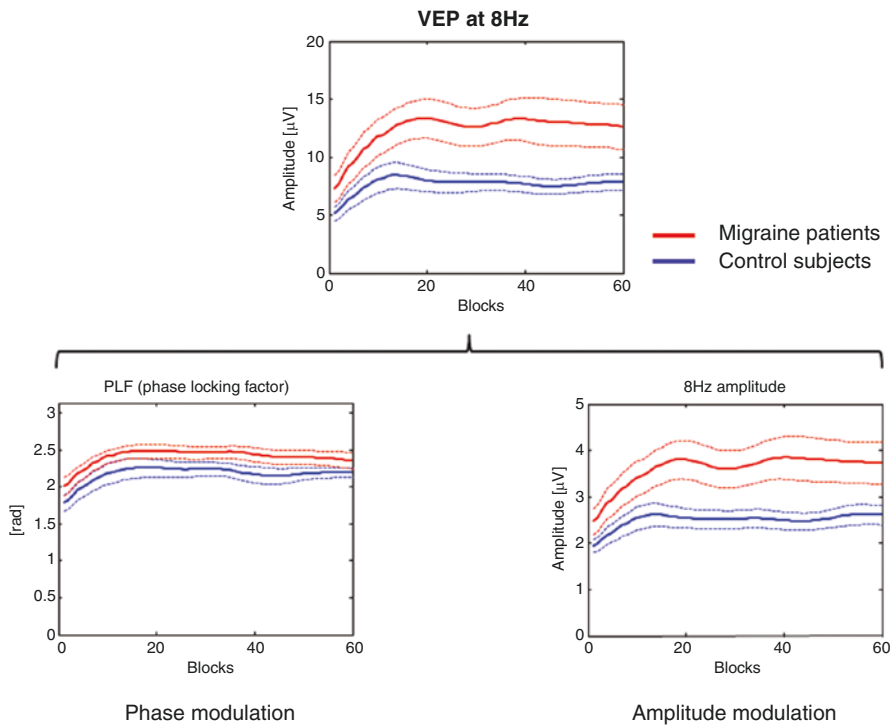 VEP at 8Hz
20
15
10
5
0
Amplitude [µV]
0 20 40 60
Blocks
Migraine patients
Control subjects
PLF (phase locking factor)
3
2.5
2
1.5
1
0.5
0
[rad]
0 20 40 60
Blocks
Phase modulation
8Hz amplitude
5
4
3
2
1
0
Amplitude [µV]
0 20 40 60
Blocks
Amplitude modulation